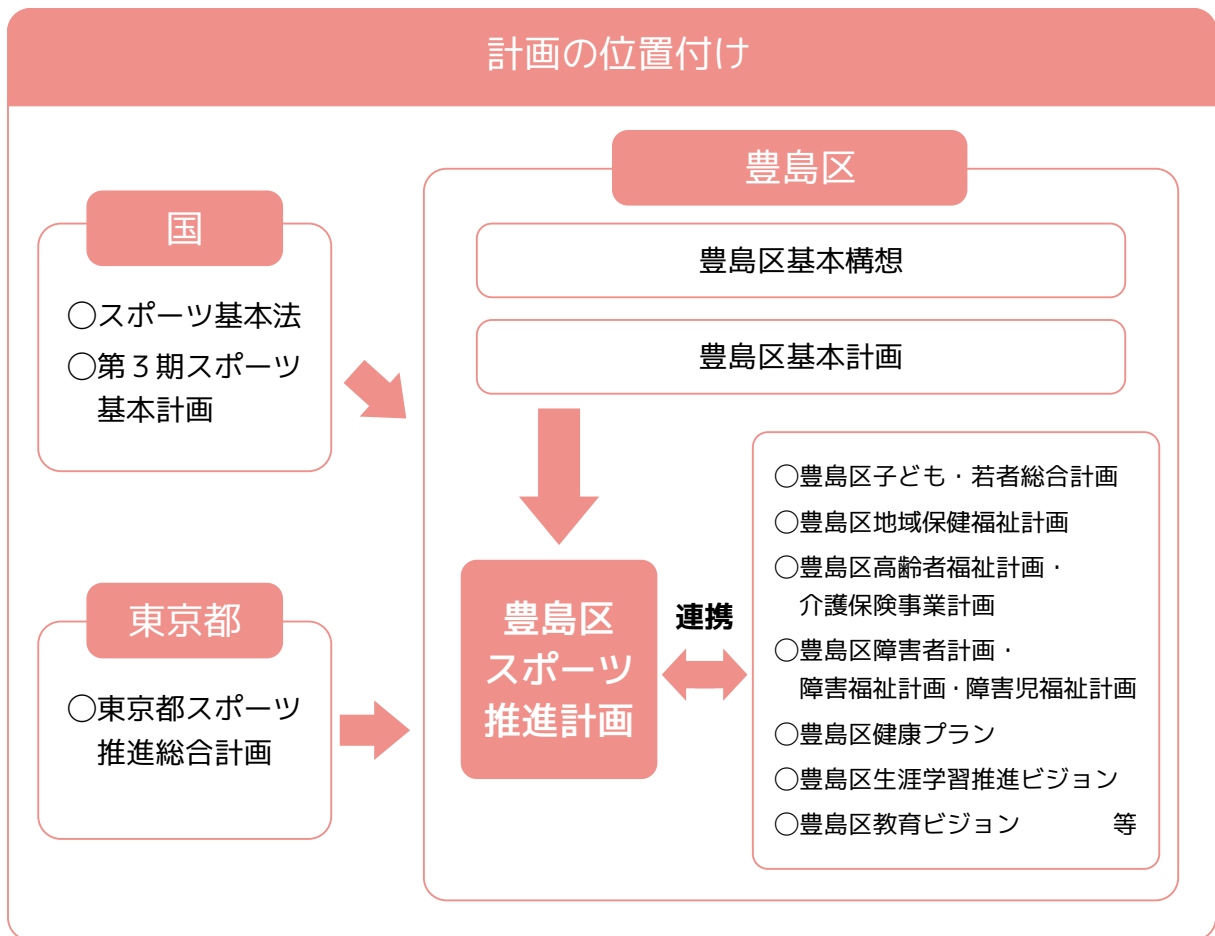 計画の位置付け
国
○スポーツ基本法
○第３期スポーツ
基本計画
東京都
○東京都スポーツ
推進総合計画
豊島区
豊島区基本構想
豊島区基本計画
豊島区
スポーツ
推進計画
連携
○豊島区子ども・若者総合計画
○豊島区地域保健福祉計画
○豊島区高齢者福祉計画・
介護保険事業計画
○豊島区障害者計画・
障害福祉計画・障害児福祉計画
○豊島区健康プラン
○豊島区生涯学習推進ビジョン
○豊島区教育ビジョン 等